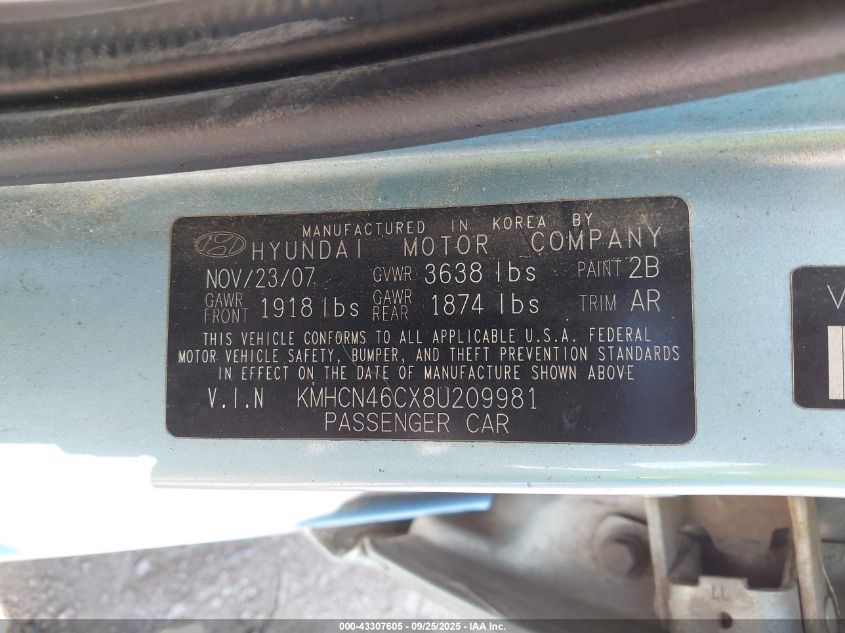 MANUFACTURED IN KOREA BY
HYUNDAI MOTOR COMPANY
NOV/23/07 GVWR 3638 lbs PAINT 2B
GAWR FRONT 1918 lbs GAWR REAR 1874 lbs TRIM AR
THIS VEHICLE CONFORMS TO ALL APPLICABLE U.S.A. FEDERAL
MOTOR VEHICLE SAFETY, BUMPER, AND THEFT PREVENTION STANDARDS
IN EFFECT ON THE DATE OF MANUFACTURE SHOWN ABOVE
V.I.N KMHCN46CX8U209981
PASSENGER CAR
V
000-43307605 - 09/25/2025 - IAA Inc.